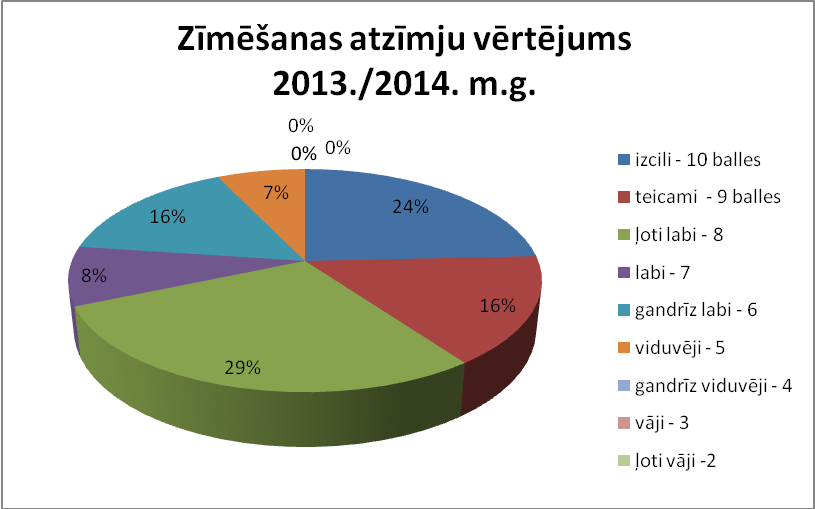 Zīmēšanas atzīmju vērtējums
2013./2014. m.g.
0%
0%
0%
24%
16%
29%
8%
16%
7%
izcili - 10 balles
teicami - 9 balles
ļoti labi - 8
labi - 7
gandrīz labi - 6
viduvēji - 5
gandrīz viduvēji - 4
vāji - 3
ļoti vāji -2